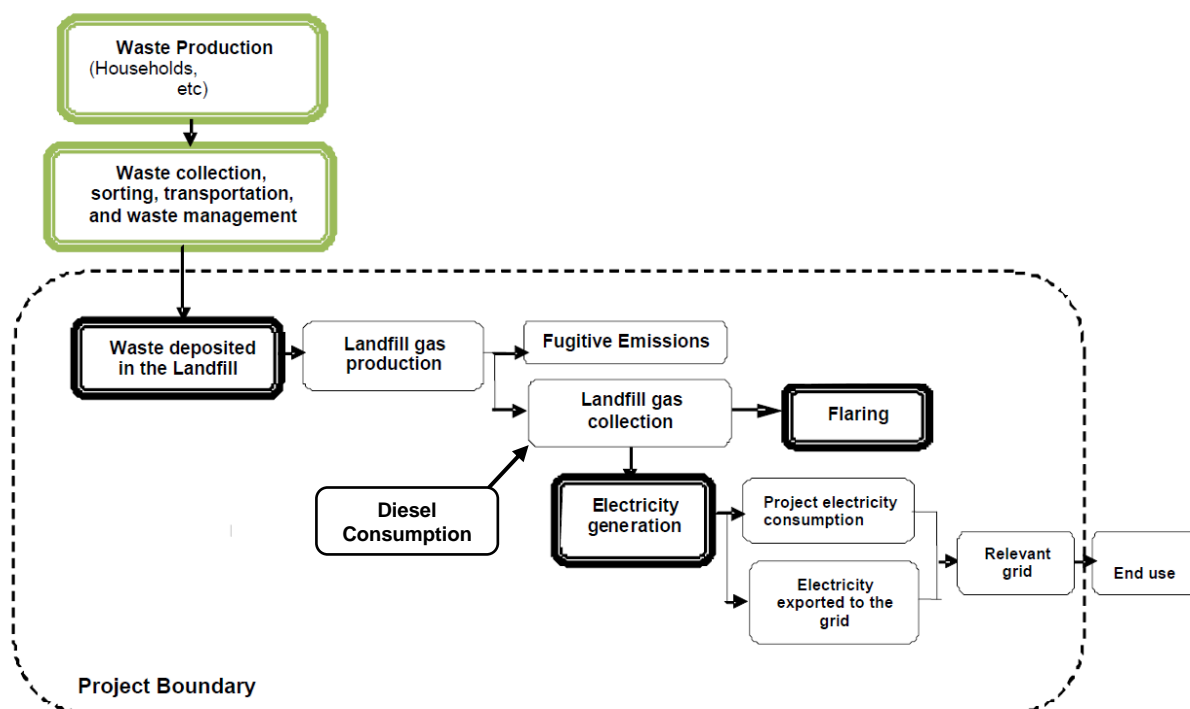 Waste Production
(Households,
etc)
Waste collection,
sorting, transportation,
and waste management
Waste deposited
in the Landfill
Landfill gas
production
Fugitive Emissions
Landfill gas
collection
Flaring
Diesel
Consumption
Electricity
generation
Project electricity
consumption
Electricity
exported to the
grid
Relevant
grid
End use
Project Boundary